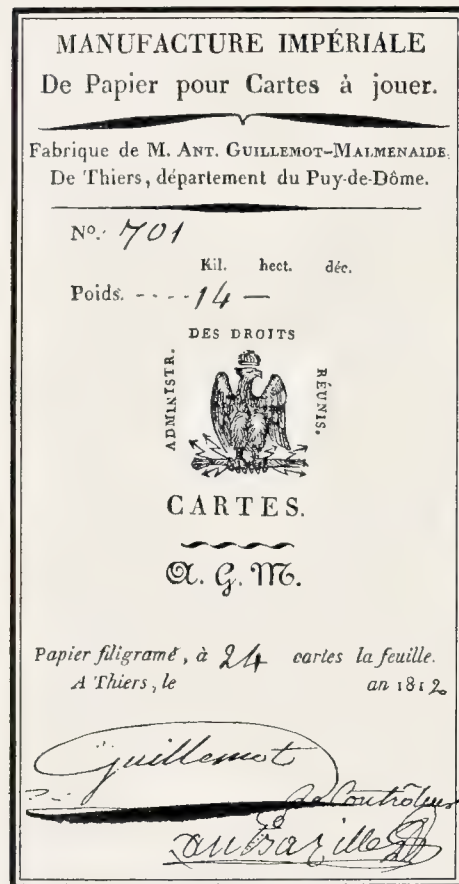 MANUFACTURE IMPÉRIALE
De Papier pour Cartes à jouer.
Fabrique de M. ANT. GUILLEMOT-MALMENAIDE.
De Thiers, département du Puy-de-Dôme.
No. 701
Kil. hect. déc.
Poids. - - - - 14 —
DES DROITS
ADMINISTR.
RÉUNIS.
CARTES.
A. G. M.
Papier filigramé, à 24 cartes la feuille.
A Thiers, le an 1812
Guillemot
Le Contrôleur